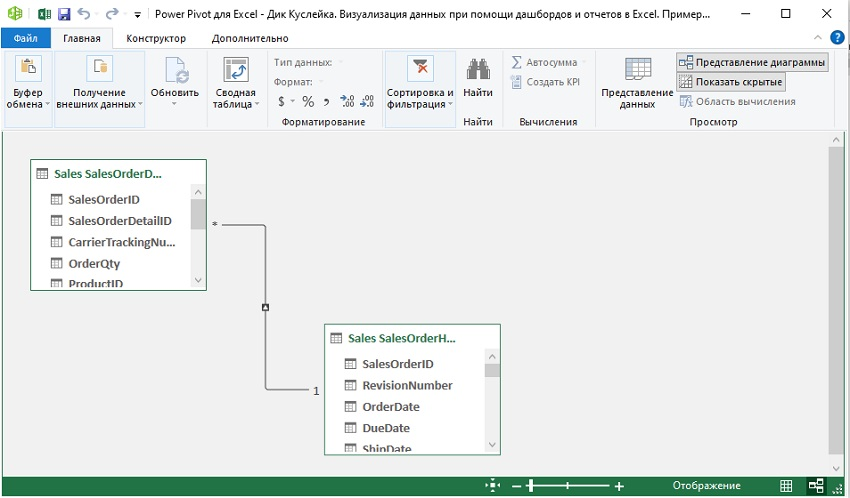 Power Pivot для Excel - Дик Куслейка. Визуализация данных при помощи дашбордов и отчетов в Excel. Пример...
Файл Главная Конструктор Дополнительно
Буфер обмена
Получение внешних данных
Обновить
Сводная таблица
Тип данных:
Формат:
$ % , .00 .00
Форматирование
Сортировка и фильтрация
Найти
Найти
Автосумма
Создать KPI
Вычисления
Представление данных
Представление диаграммы
Показать скрытые
Область вычисления
Просмотр
Sales SalesOrderD...
SalesOrderID
SalesOrderDetailID
CarrierTrackingNu...
OrderQty
ProductID
*
1
Sales SalesOrderH...
SalesOrderID
RevisionNumber
OrderDate
DueDate
ShipDate
Отображение